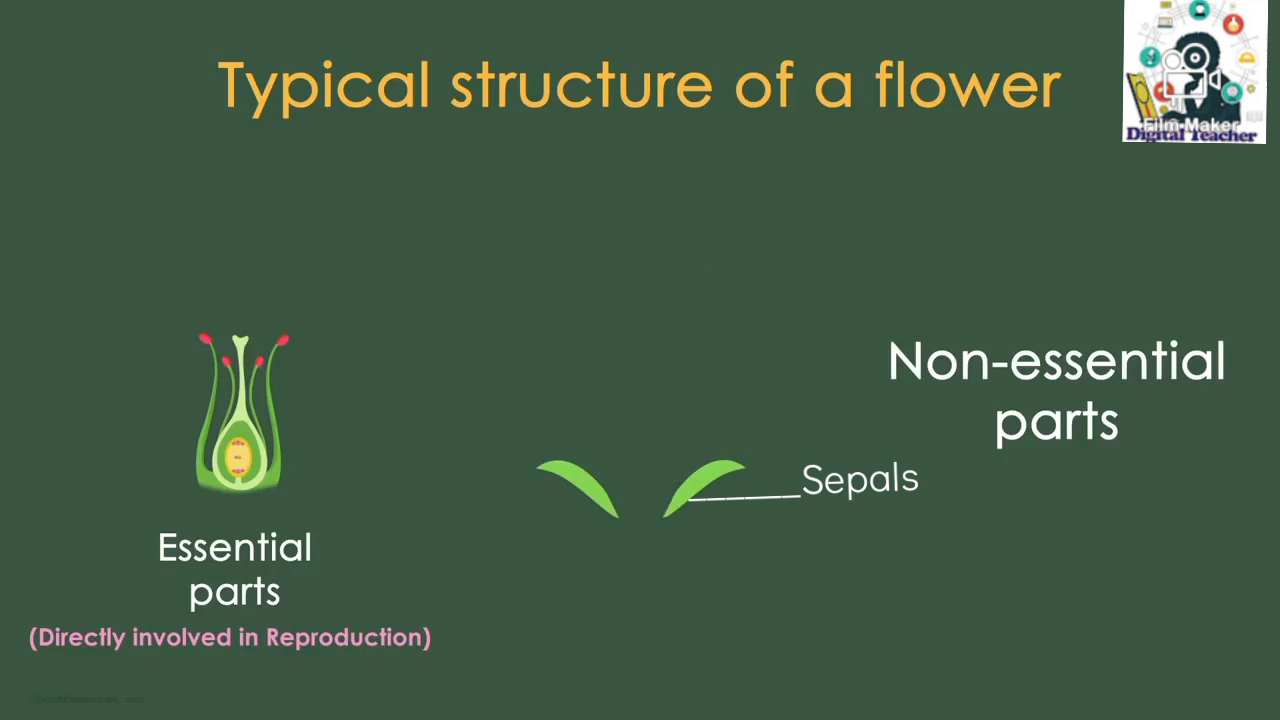 Typical structure of a flower
Film Maker
Digital Teacher
Non-essential
parts
Sepals
Essential
parts
(Directly involved in Reproduction)